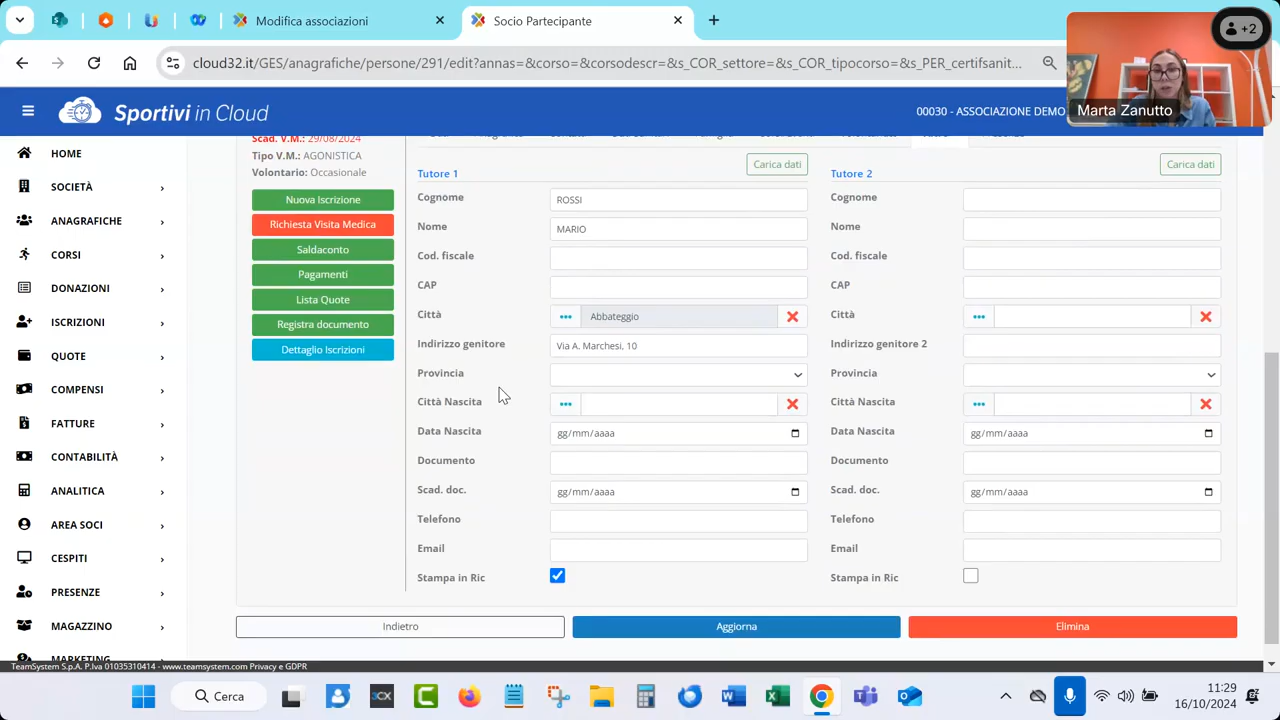 Modifica associazioni
Socio Partecipante
+2
cloud32.it/GES/anagrafiche/persone/291/edit?annas=&corso=&corsodescr=&s_COR_settore=&s_COR_tipocorso=&s_PER_certifsanit...
Marta Zanutto
Sportivi in Cloud
00030 - ASSOCIAZIONE DEMO
Scad. V.M.: 29/08/2024
Tipo V.M.: AGONISTICA
Volontario: Occasionale
Nuova Iscrizione
Richiesta Visita Medica
Saldaconto
Pagamenti
Lista Quote
Registra documento
Dettaglio Iscrizioni
HOME
SOCIETÀ
ANAGRAFICHE
CORSI
DONAZIONI
ISCRIZIONI
QUOTE
COMPENSI
FATTURE
CONTABILITÀ
ANALITICA
AREA SOCI
CESPITI
PRESENZE
MAGAZZINO
MARKETING
Tutore 1
Carica dati
Cognome ROSSI
Nome MARIO
Cod. fiscale
CAP
Città Abbateggio
Indirizzo genitore Via A. Marchesi, 10
Provincia
Città Nascita
Data Nascita gg/mm/aaaa
Documento
Scad. doc. gg/mm/aaaa
Telefono
Email
Stampa in Ric
Tutore 2
Carica dati
Cognome
Nome
Cod. fiscale
CAP
Città
Indirizzo genitore 2
Provincia
Città Nascita
Data Nascita gg/mm/aaaa
Documento
Scad. doc. gg/mm/aaaa
Telefono
Email
Stampa in Ric
Indietro
Aggiorna
Elimina
TeamSystem S.p.A. P.Iva 01035310414 - www.teamsystem.com Privacy e GDPR
Cerca
3CX
11:29
16/10/2024